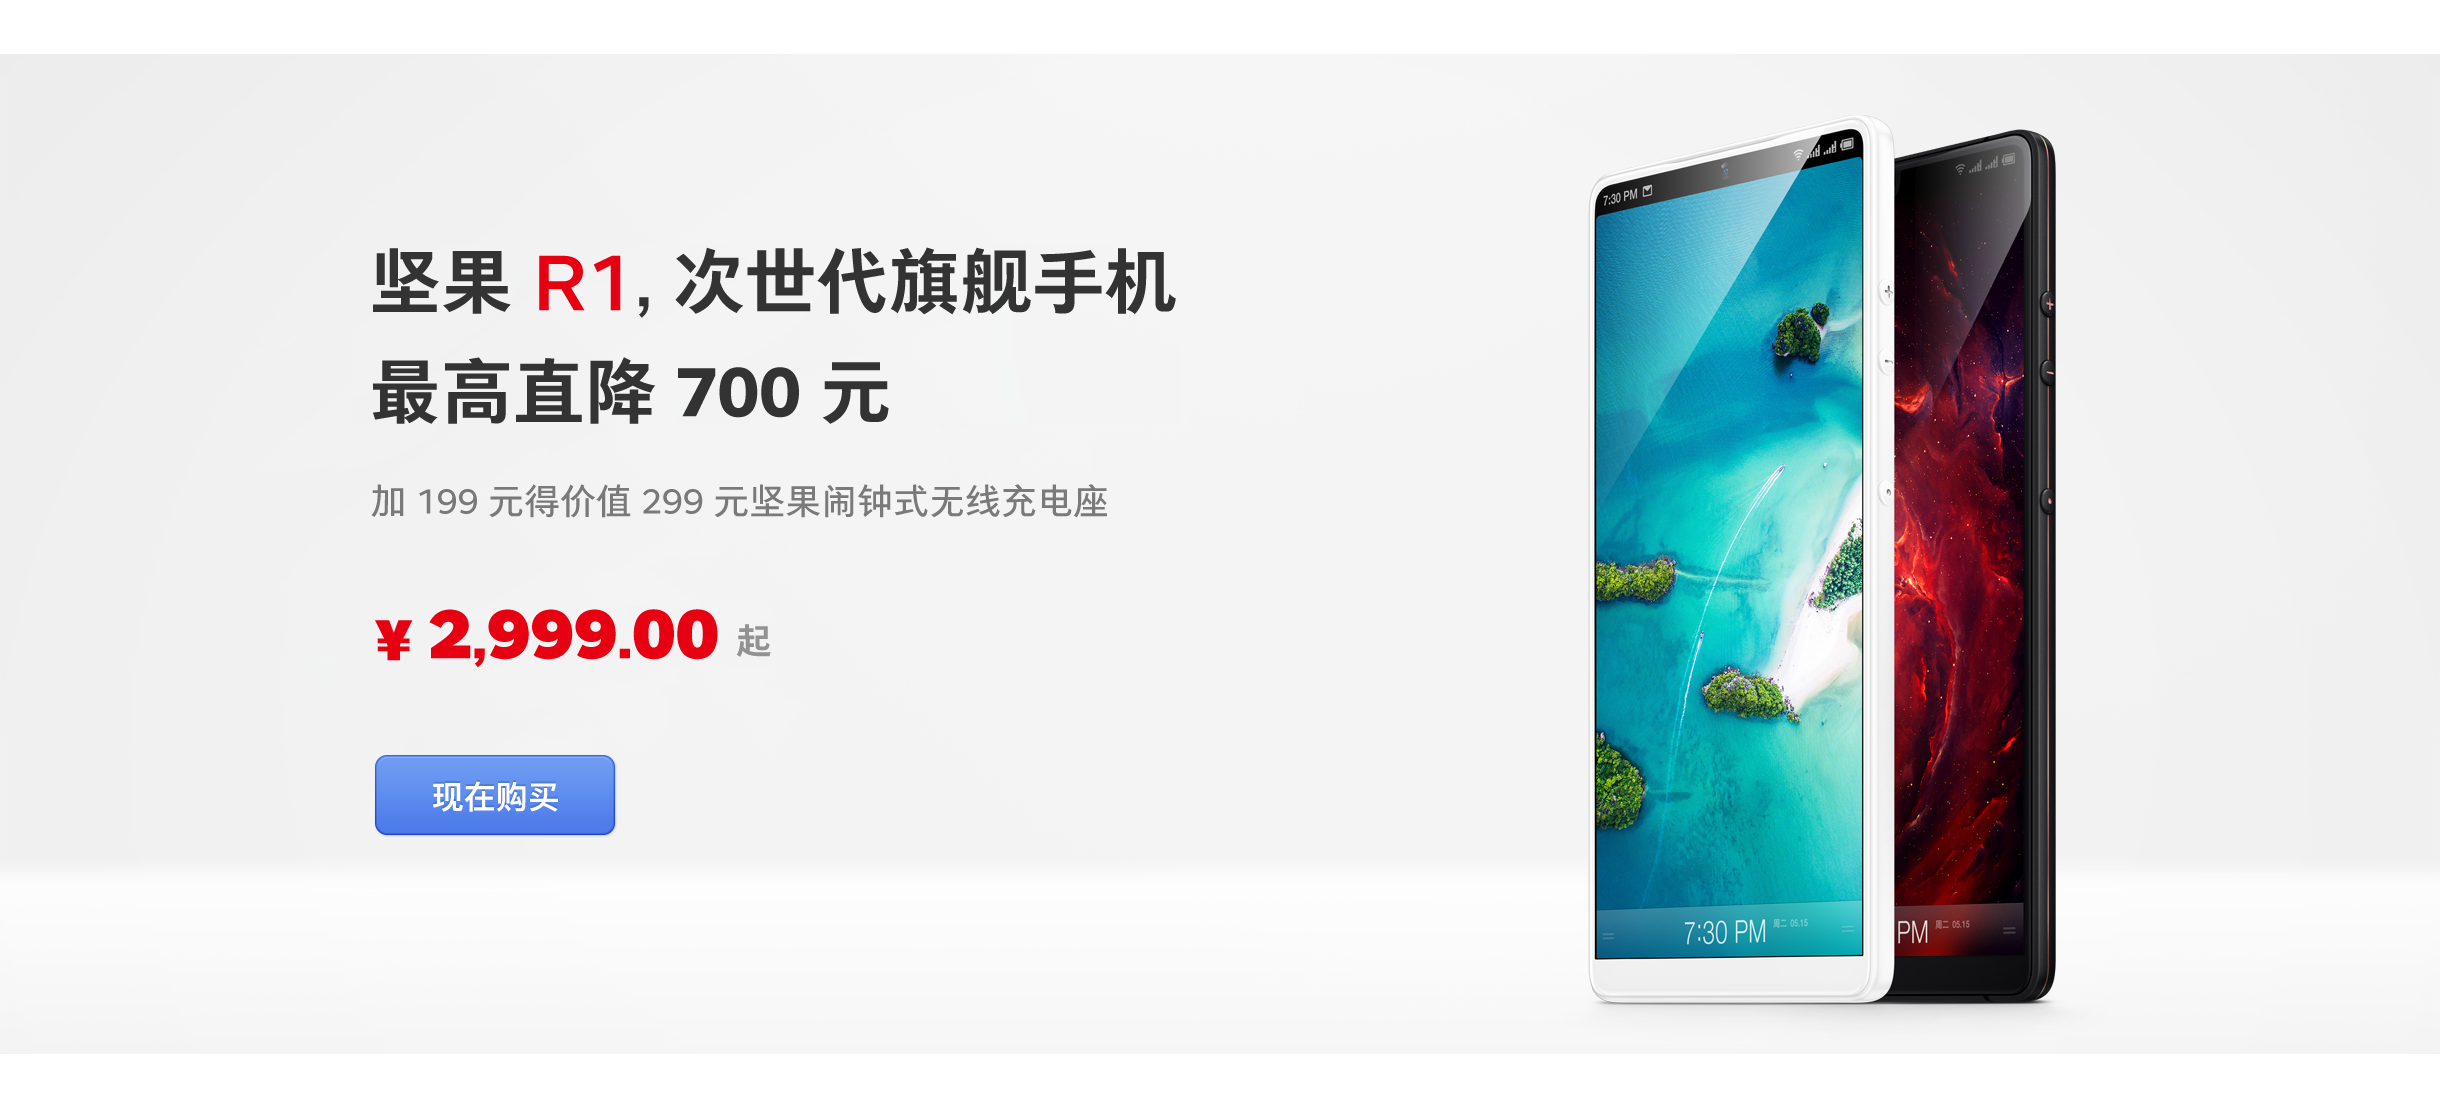 坚果 R1, 次世代旗舰手机
最高直降 700 元
加 199 元得价值 299 元坚果闹钟式无线充电座
¥ 2,999.00 起
现在购买
7:30 PM
7:30 PM 周二 05.15
PM 周二 05.15